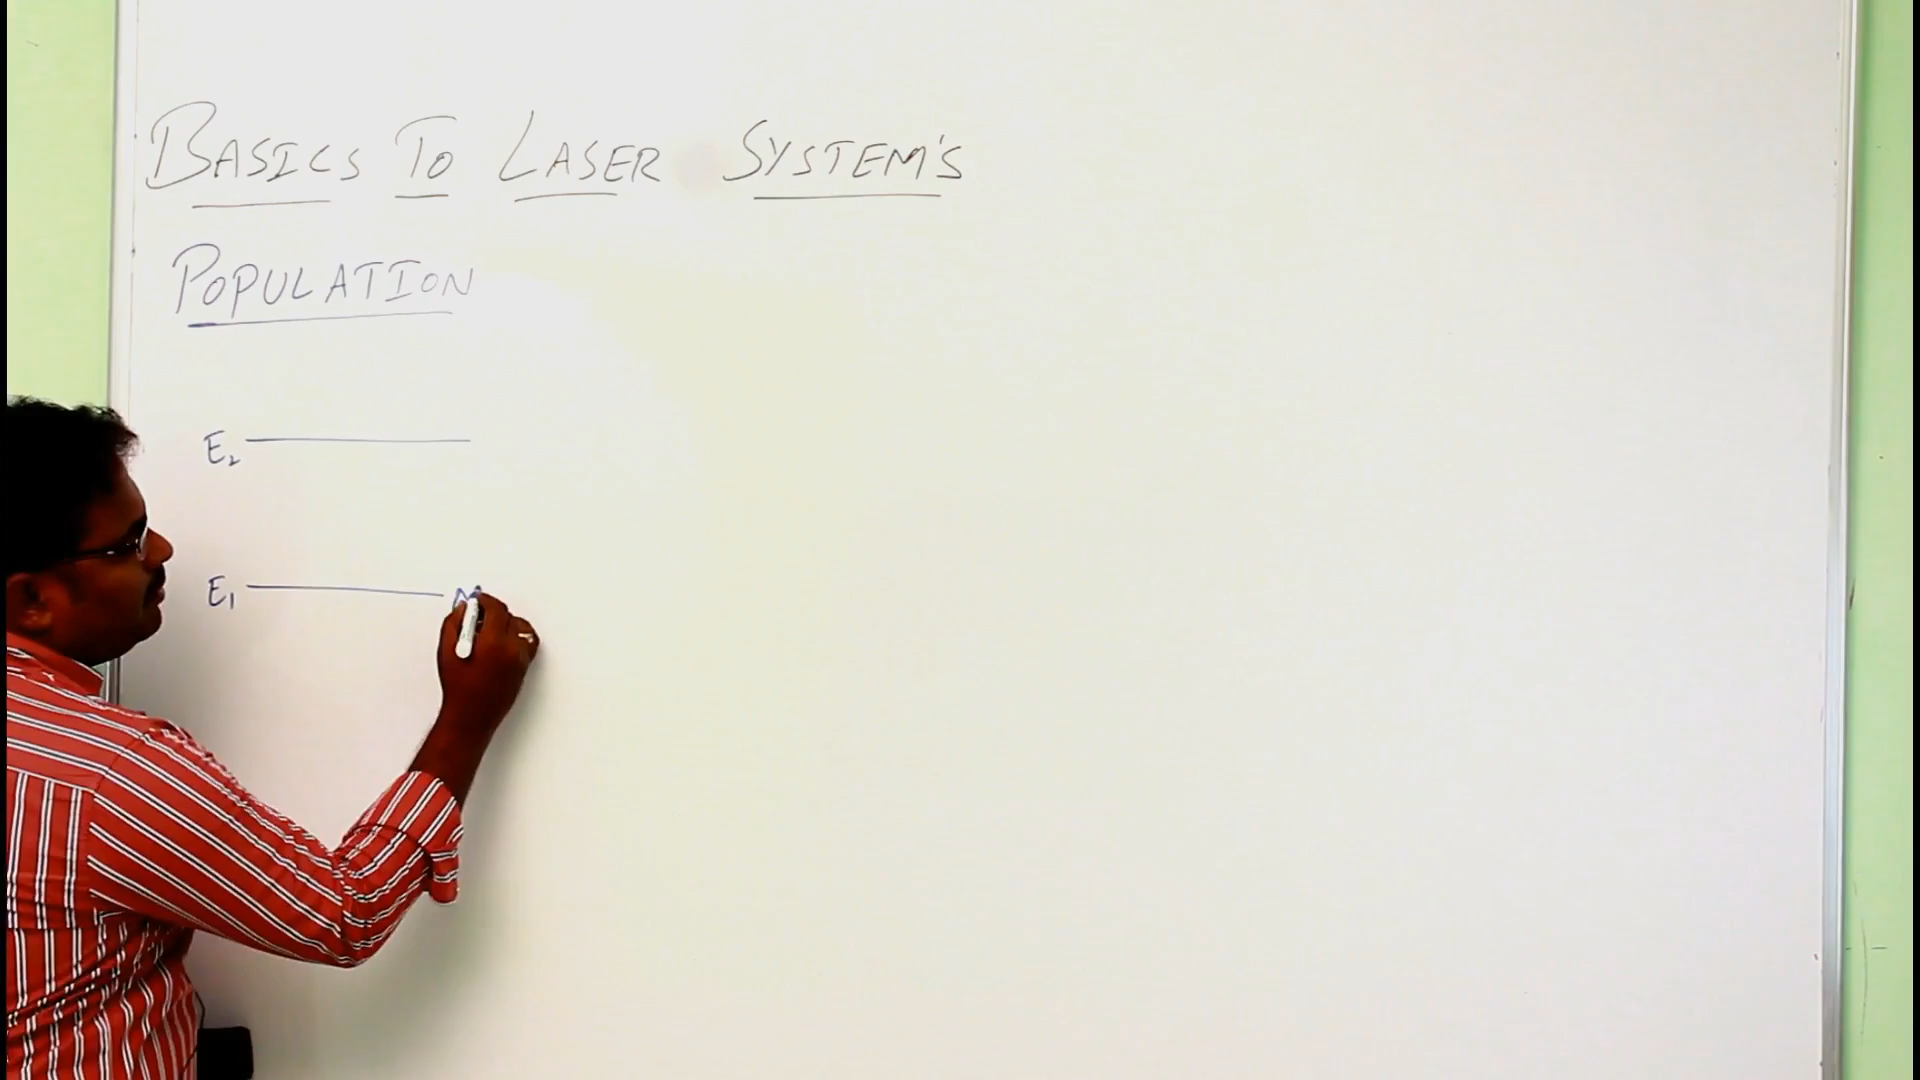 BASICS TO LASER SYSTEM'S
POPULATION
E₂
E₁ N